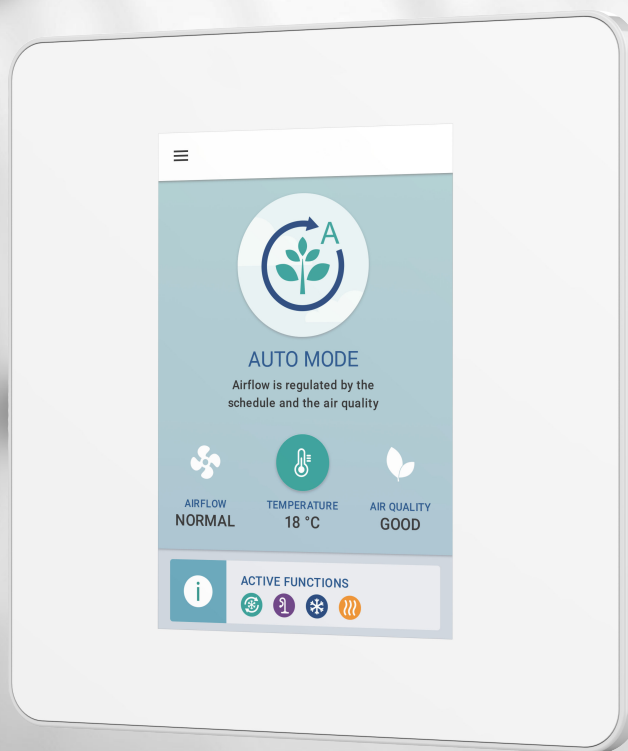 A
AUTO MODE
Airflow is regulated by the
schedule and the air quality
AIRFLOW
NORMAL
TEMPERATURE
18 °C
AIR QUALITY
GOOD
i
ACTIVE FUNCTIONS